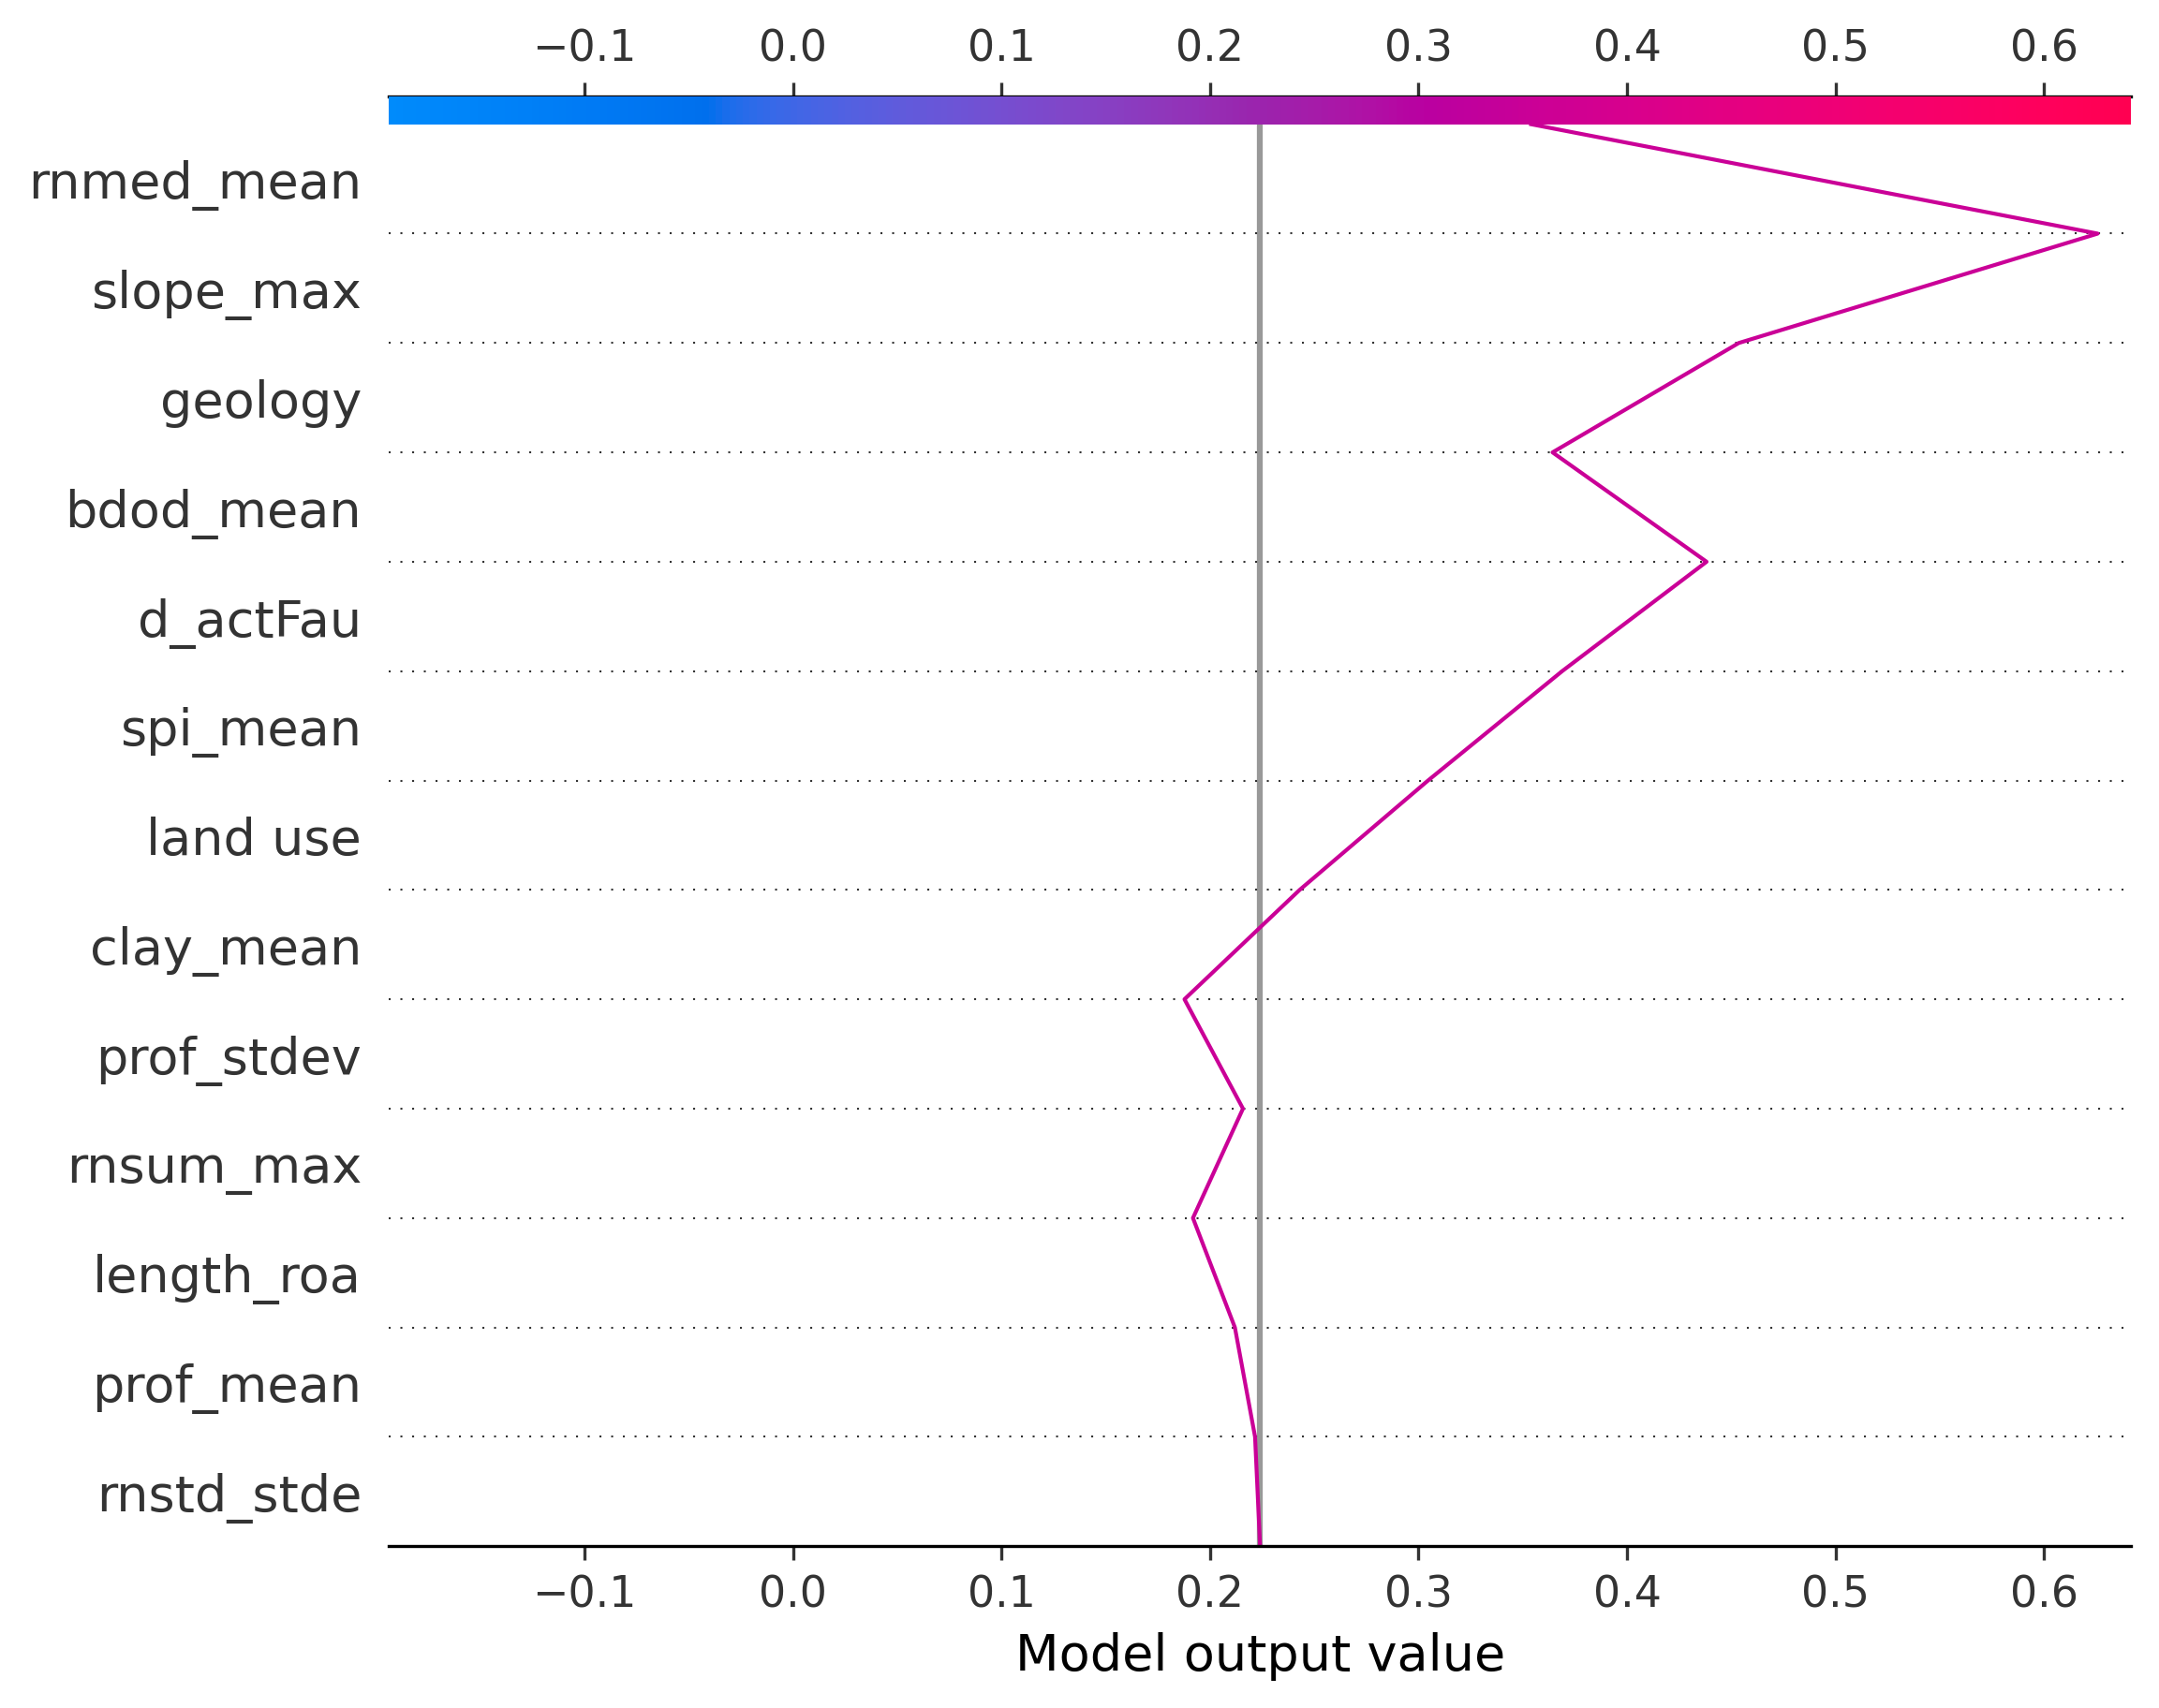 −0.1 0.0 0.1 0.2 0.3 0.4 0.5 0.6
rnmed_mean
slope_max
geology
bdod_mean
d_actFau
spi_mean
land use
clay_mean
prof_stdev
rnsum_max
length_roa
prof_mean
rnstd_stde
−0.1 0.0 0.1 0.2 0.3 0.4 0.5 0.6
Model output value